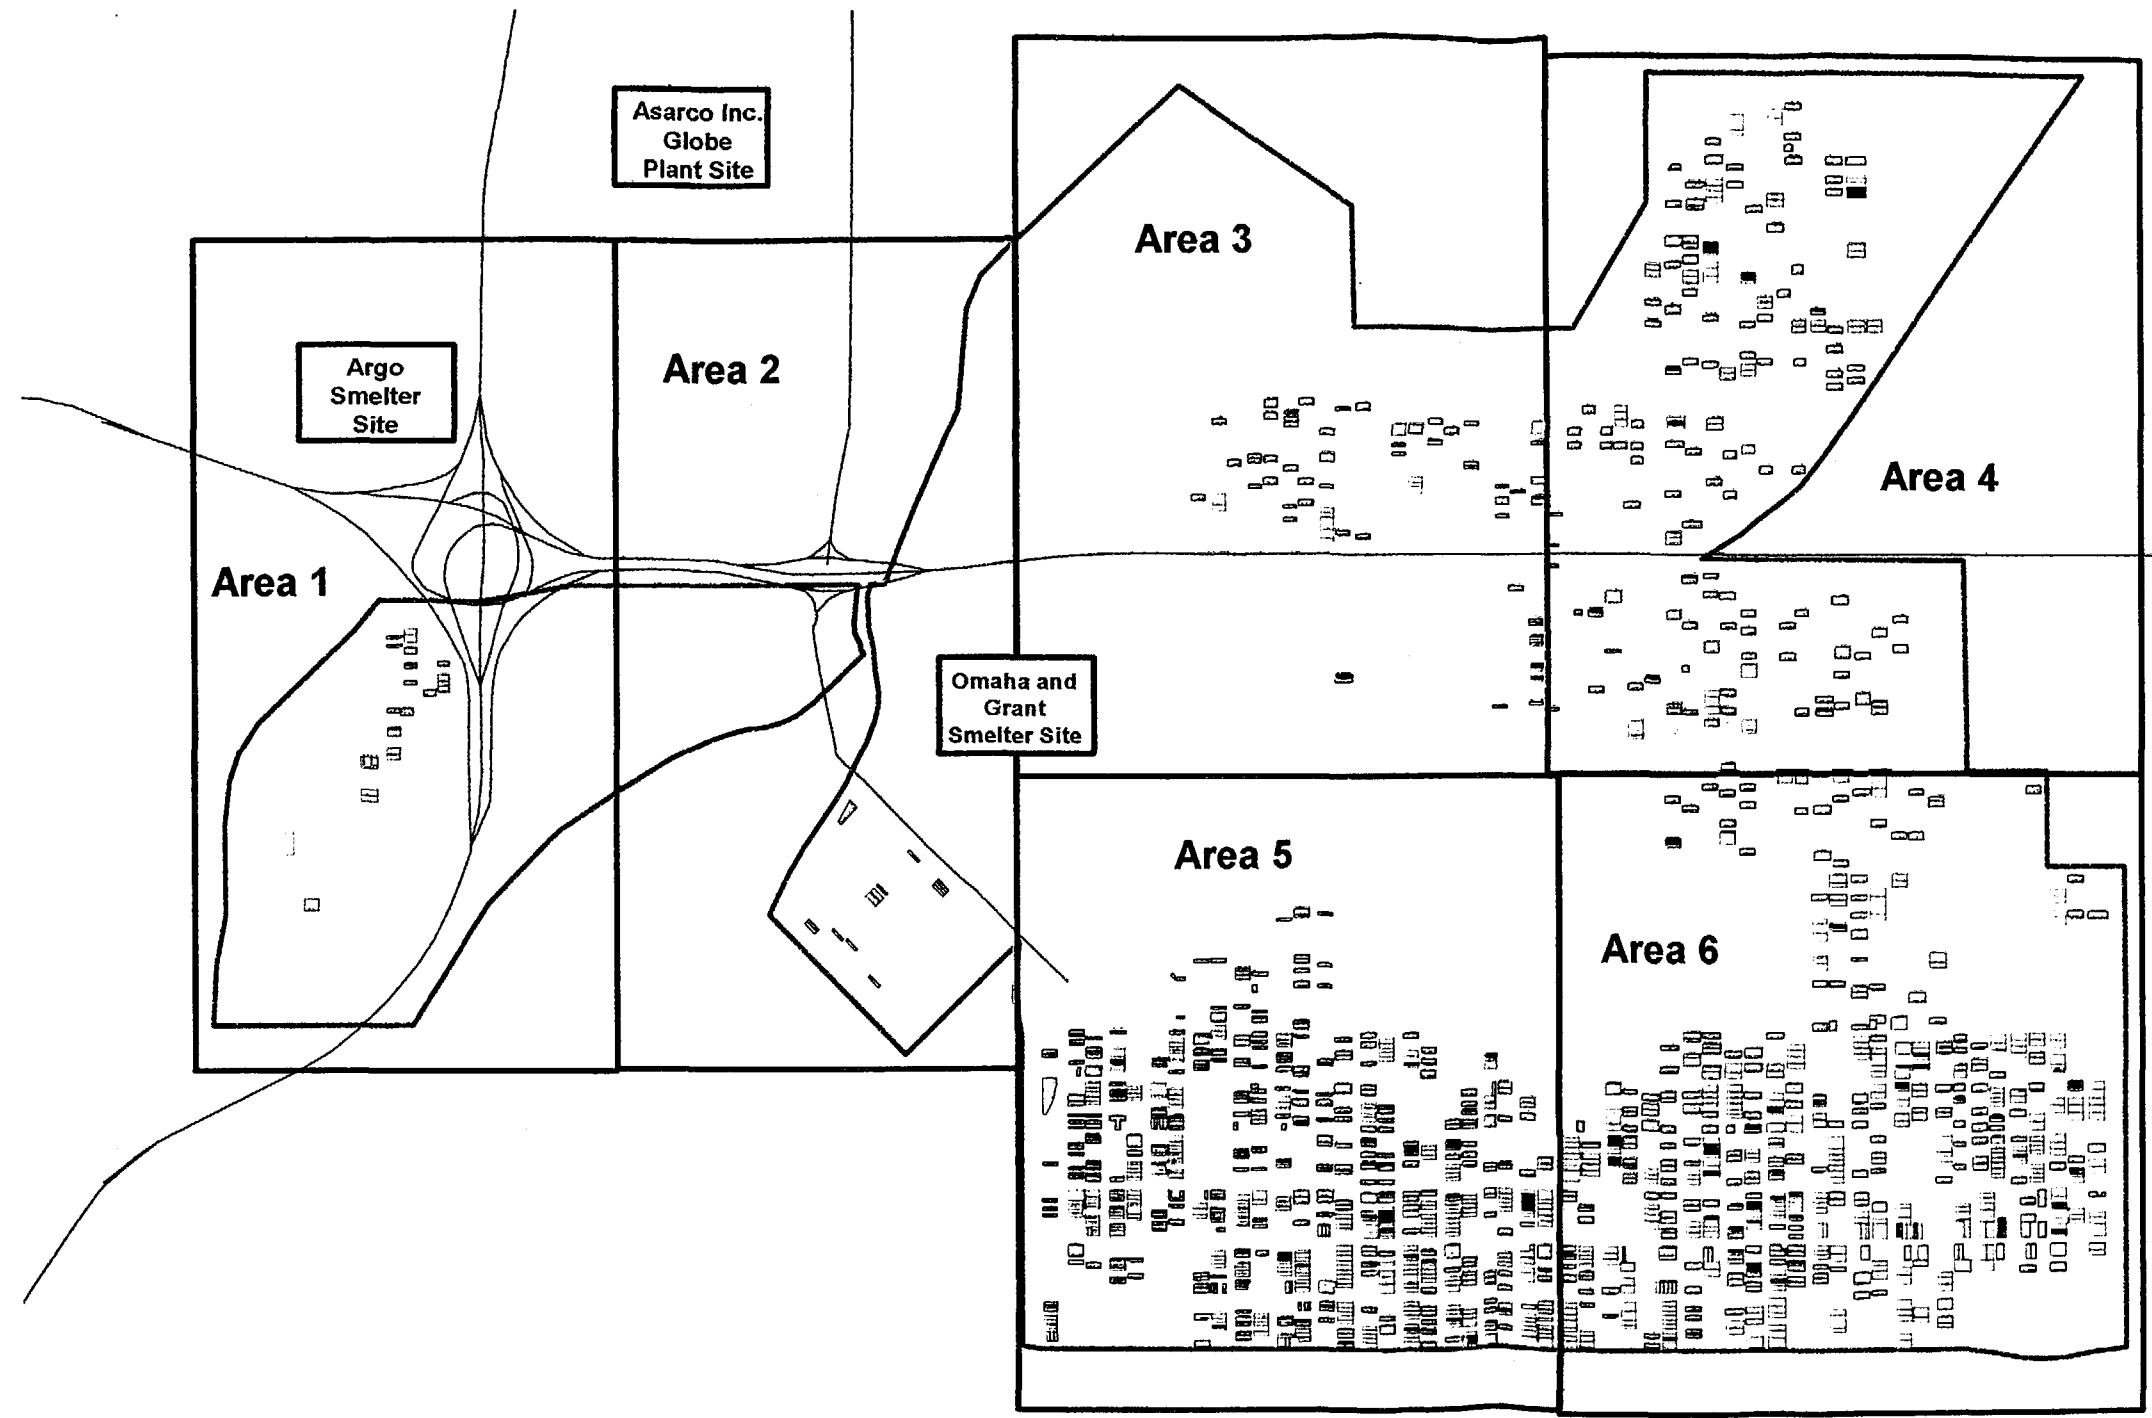 Asarco Inc.
Globe
Plant Site
Area 3
Argo
Smelter
Site
Area 2
Area 4
Area 1
Omaha and
Grant
Smelter Site
Area 5
Area 6